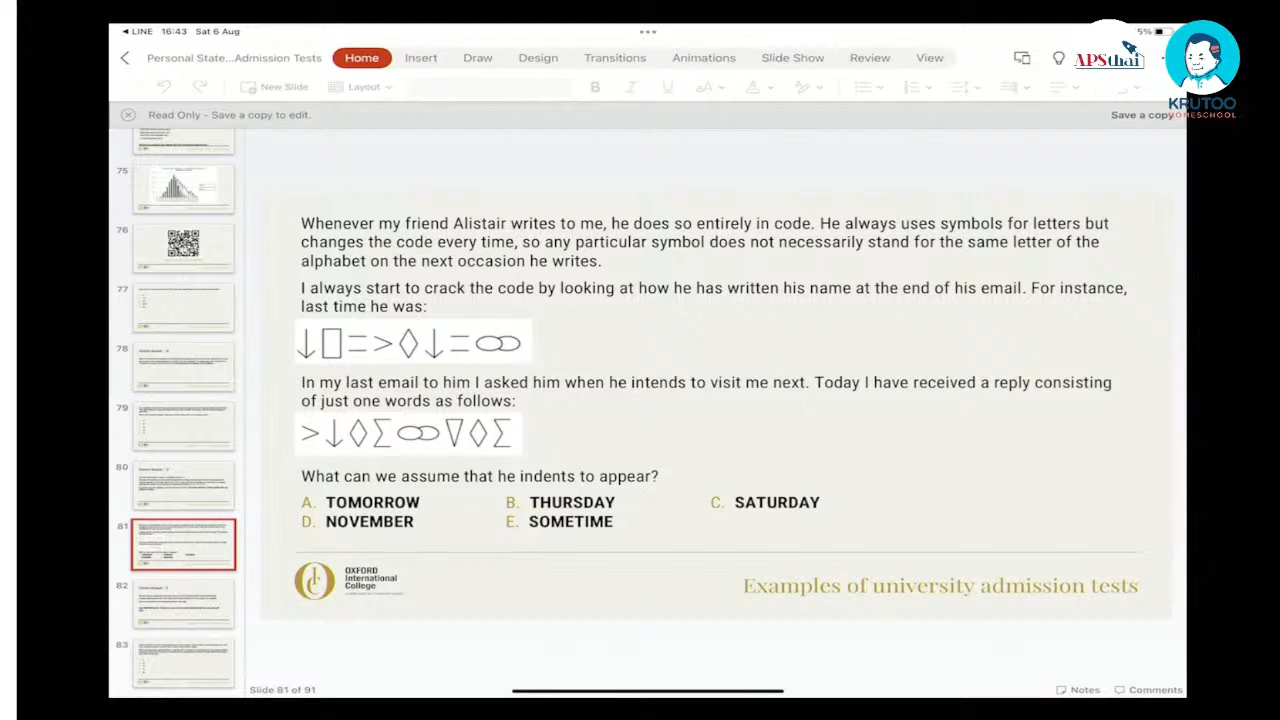 LINE 16:43 Sat 6 Aug
5%
Personal State...Admission Tests Home Insert Draw Design Transitions Animations Slide Show Review View
APSthai
KRUTOO
HOMESCHOOL
New Slide Layout B I U
Read Only - Save a copy to edit.
Save a copy
75
76
77
78
79
80
81
82
83
Whenever my friend Alistair writes to me, he does so entirely in code. He always uses symbols for letters but
changes the code every time, so any particular symbol does not necessarily stand for the same letter of the
alphabet on the next occasion he writes.
I always start to crack the code by looking at how he has written his name at the end of his email. For instance,
last time he was:
In my last email to him I asked him when he intends to visit me next. Today I have received a reply consisting
of just one words as follows:
What can we assume that he indents to appear?
A. TOMORROW B. THURSDAY C. SATURDAY
D. NOVEMBER E. SOMETIME
OXFORD
International
College
Examples of university admission tests
Slide 81 of 91
Notes Comments